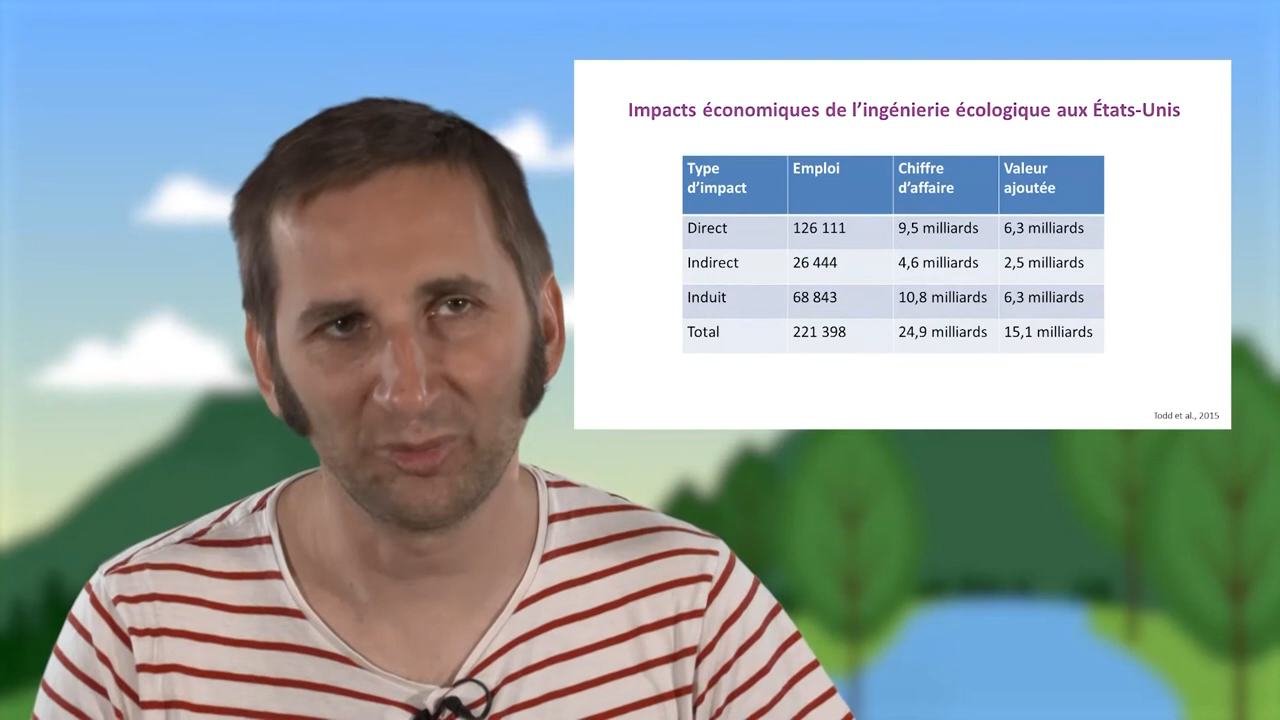 Impacts économiques de l’ingénierie écologique aux États-Unis
Type d’impact Emploi Chiffre d’affaire Valeur ajoutée
Direct 126 111 9,5 milliards 6,3 milliards
Indirect 26 444 4,6 milliards 2,5 milliards
Induit 68 843 10,8 milliards 6,3 milliards
Total 221 398 24,9 milliards 15,1 milliards
Todd et al., 2015